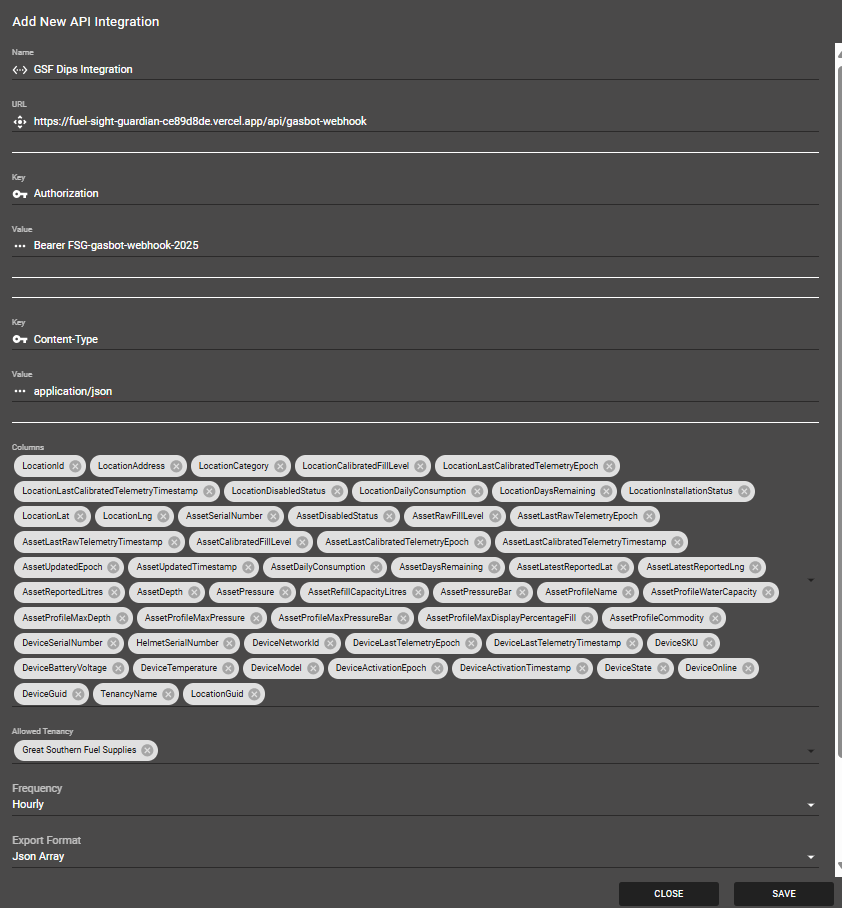 Add New API Integration
Name
GSF Dips Integration
URL
https://fuel-sight-guardian-ce89d8de.vercel.app/api/gasbot-webhook
Key
Authorization
Value
Bearer FSG-gasbot-webhook-2025
Key
Content-Type
Value
application/json
Columns
LocationId LocationAddress LocationCategory LocationCalibratedFillLevel LocationLastCalibratedTelemetryEpoch
LocationLastCalibratedTelemetryTimestamp LocationDisabledStatus LocationDailyConsumption LocationDaysRemaining LocationInstallationStatus
LocationLat LocationLng AssetSerialNumber AssetDisabledStatus AssetRawFillLevel AssetLastRawTelemetryEpoch
AssetLastRawTelemetryTimestamp AssetCalibratedFillLevel AssetLastCalibratedTelemetryEpoch AssetLastCalibratedTelemetryTimestamp
AssetUpdatedEpoch AssetUpdatedTimestamp AssetDailyConsumption AssetDaysRemaining AssetLatestReportedLat AssetLatestReportedLng
AssetReportedLitres AssetDepth AssetPressure AssetRefillCapacityLitres AssetPressureBar AssetProfileName AssetProfileWaterCapacity
AssetProfileMaxDepth AssetProfileMaxPressure AssetProfileMaxPressureBar AssetProfileMaxDisplayPercentageFill AssetProfileCommodity
DeviceSerialNumber HelmetSerialNumber DeviceNetworkId DeviceLastTelemetryEpoch DeviceLastTelemetryTimestamp DeviceSKU
DeviceBatteryVoltage DeviceTemperature DeviceModel DeviceActivationEpoch DeviceActivationTimestamp DeviceState DeviceOnline
DeviceGuid TenancyName LocationGuid
Allowed Tenancy
Great Southern Fuel Supplies
Frequency
Hourly
Export Format
Json Array
CLOSE SAVE